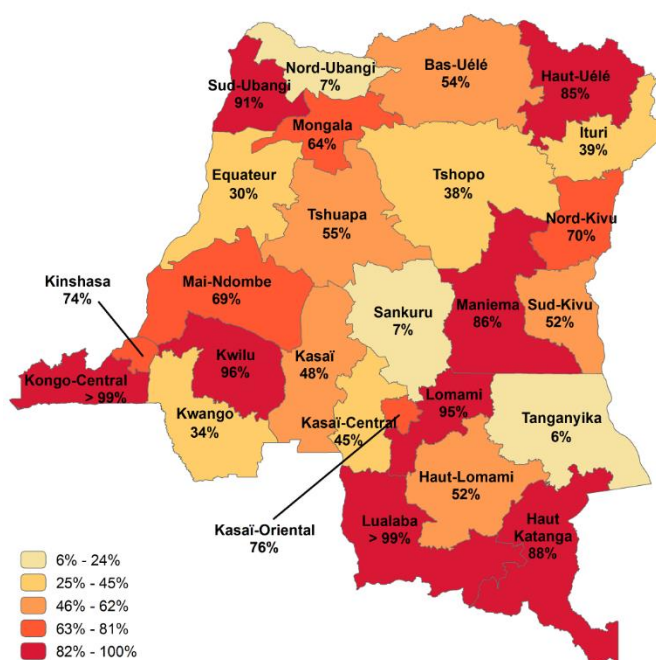 Nord-Ubangi
7%
Sud-Ubangi
91%
Bas-Uélé
54%
Haut-Uélé
85%
Mongala
64%
Ituri
39%
Equateur
30%
Tshopo
38%
Tshuapa
55%
Nord-Kivu
70%
Kinshasa
74%
Mai-Ndombe
69%
Sankuru
7%
Maniema
86%
Sud-Kivu
52%
Kongo-Central
> 99%
Kwilu
96%
Kasaï
48%
Kwango
34%
Kasaï-Central
45%
Lomami
95%
Tanganyika
6%
Haut-Lomami
52%
Kasaï-Oriental
76%
Lualaba
> 99%
Haut
Katanga
88%
6% - 24%
25% - 45%
46% - 62%
63% - 81%
82% - 100%